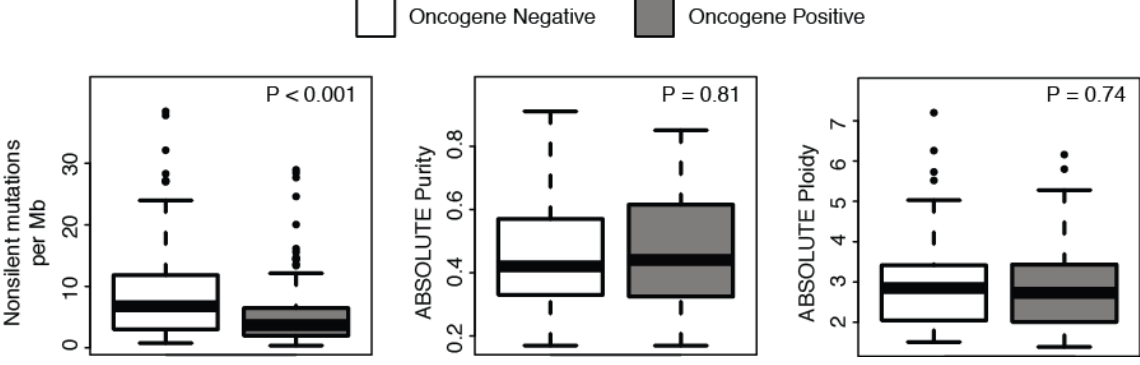 Oncogene Negative Oncogene Positive
P < 0.001
Nonsilent mutations
per Mb
0 10 20 30
P = 0.81
ABSOLUTE Purity
0.2 0.4 0.6 0.8
P = 0.74
ABSOLUTE Ploidy
2 3 4 5 6 7